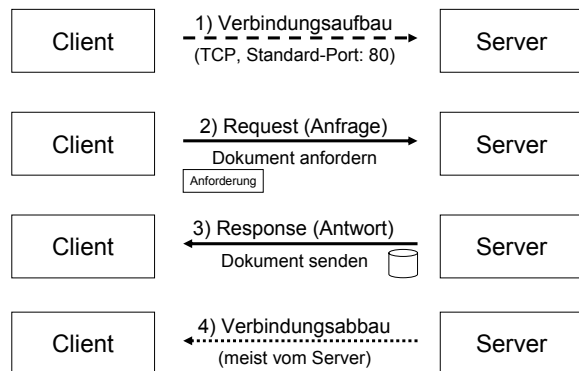 Client
1) Verbindungsaufbau
(TCP, Standard-Port: 80)
Server
Client
2) Request (Anfrage)
Dokument anfordern
Anforderung
Server
Client
3) Response (Antwort)
Dokument senden
Server
Client
4) Verbindungsabbau
(meist vom Server)
Server